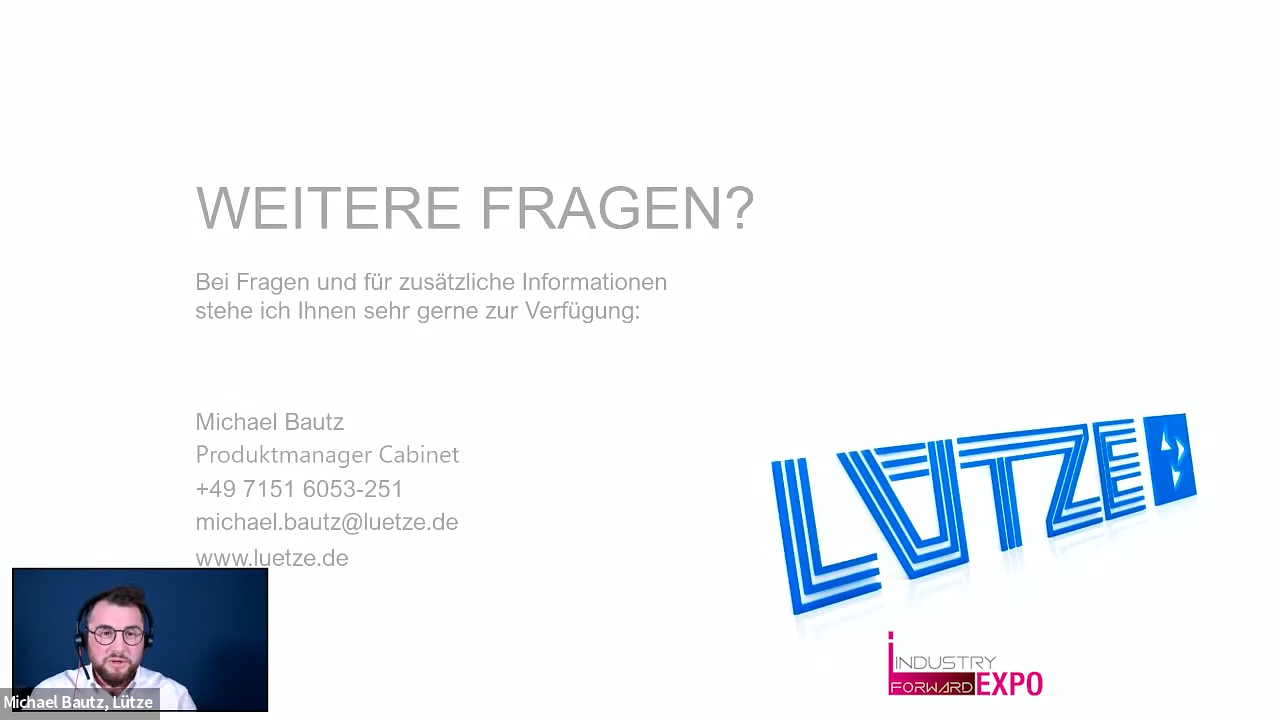 WEITERE FRAGEN?
Bei Fragen und für zusätzliche Informationen
stehe ich Ihnen sehr gerne zur Verfügung:
Michael Bautz
Produktmanager Cabinet
+49 7151 6053-251
michael.bautz@luetze.de
www.luetze.de
LÜTZE
INDUSTRY
FORWARD EXPO
Michael Bautz, Lütze